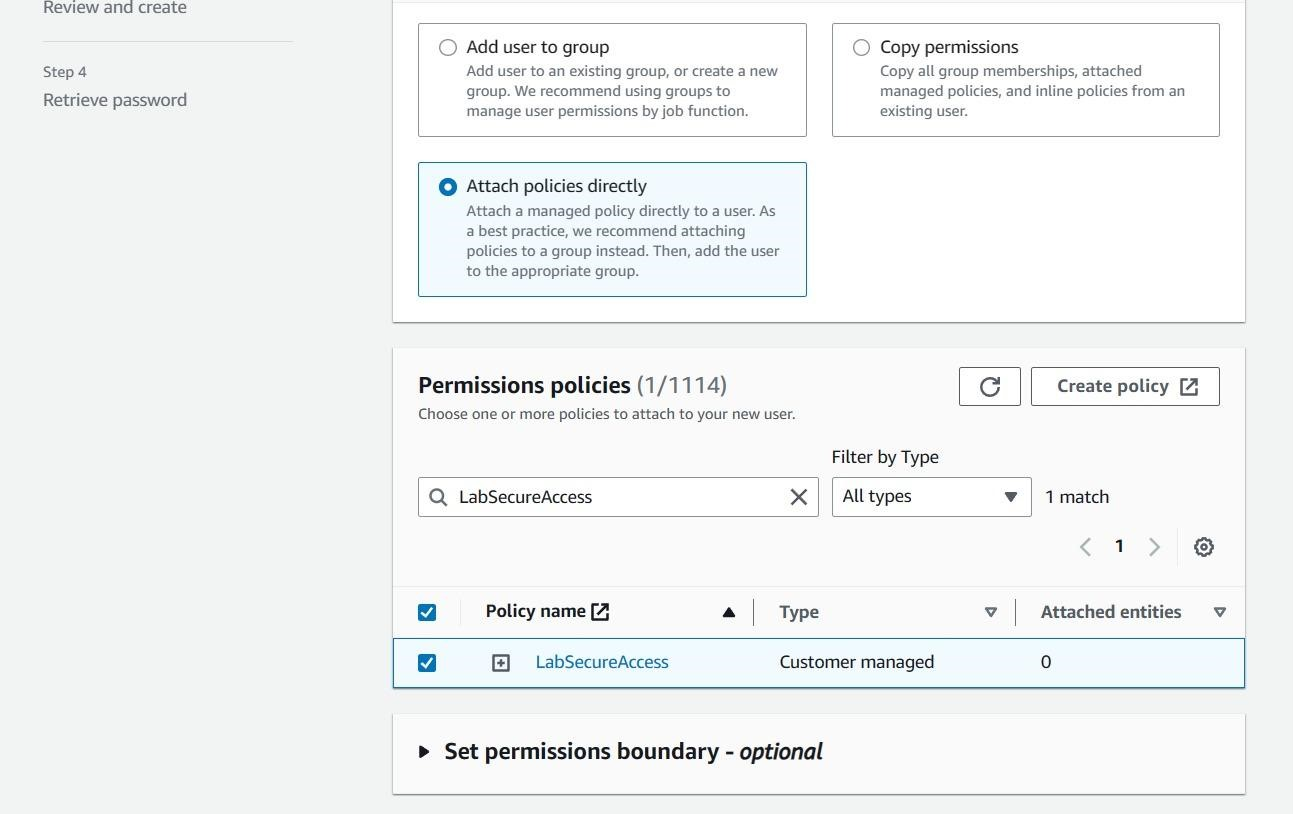 Review and create
Step 4
Retrieve password
Add user to group
Add user to an existing group, or create a new
group. We recommend using groups to
manage user permissions by job function.
Copy permissions
Copy all group memberships, attached
managed policies, and inline policies from an
existing user.
Attach policies directly
Attach a managed policy directly to a user. As
a best practice, we recommend attaching
policies to a group instead. Then, add the user
to the appropriate group.
Permissions policies (1/1114)
Choose one or more policies to attach to your new user.
Create policy
Filter by Type
LabSecureAccess
All types
1 match
1
Policy name
Type
Attached entities
LabSecureAccess
Customer managed
0
Set permissions boundary - optional